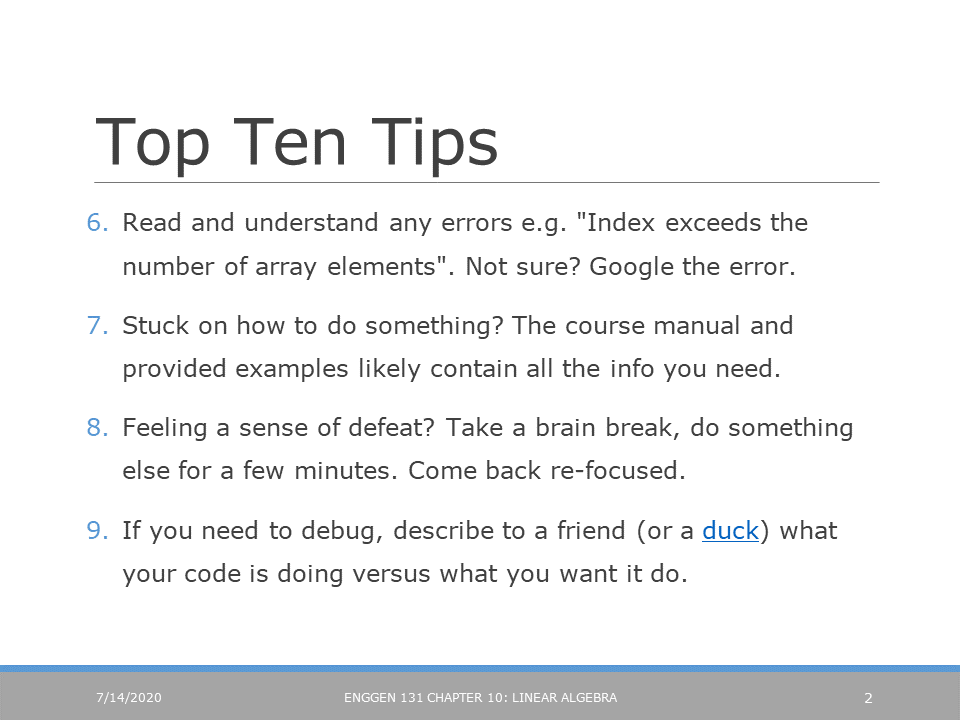 Top Ten Tips
6. Read and understand any errors e.g. "Index exceeds the
number of array elements". Not sure? Google the error.
7. Stuck on how to do something? The course manual and
provided examples likely contain all the info you need.
8. Feeling a sense of defeat? Take a brain break, do something
else for a few minutes. Come back re-focused.
9. If you need to debug, describe to a friend (or a duck) what
your code is doing versus what you want it do.
7/14/2020 ENGGEN 131 CHAPTER 10: LINEAR ALGEBRA 2